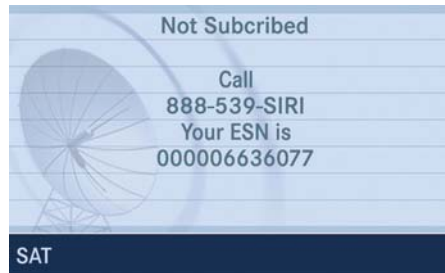 Not Subcribed
Call
888-539-SIRI
Your ESN is
000006636077
SAT